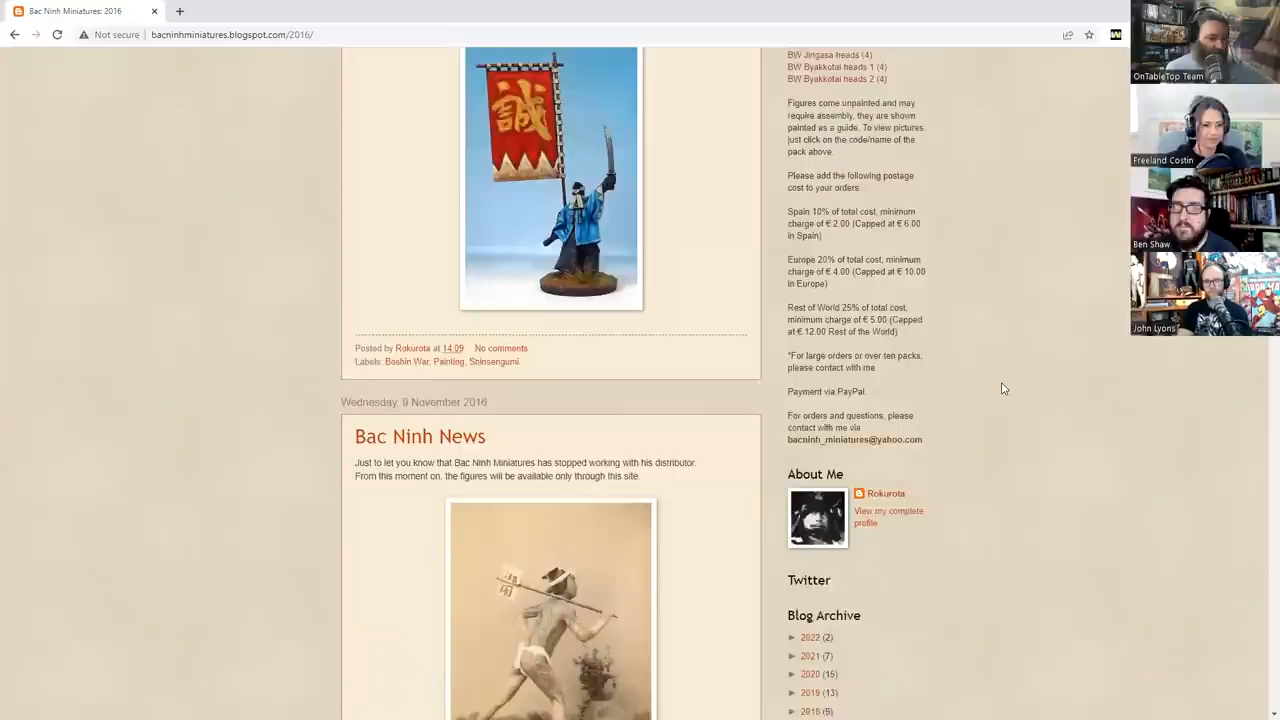 Bac Ninh Miniatures: 2016
Not secure
bacninhminiatures.blogspot.com/2016/
誠
Posted by Rokurota at 14:09 No comments
Labels: Boshin War, Painting, Shinsengumi
Wednesday, 9 November 2016
Bac Ninh News
Just to let you know that Bac Ninh Miniatures has stopped working with his distributor.
From this moment on, the figures will be available only through this site.
BW Jingasa heads (4)
BW Byakkotai heads 1 (4)
BW Byakkotai heads 2 (4)
Figures come unpainted and may
require assembly, they are shown
painted as a guide. To view pictures
just click on the code/name of the
pack above.
Please add the following postage
cost to your orders:
Spain 10% of total cost, minimum
charge of € 2.00 (Capped at € 6.00
in Spain)
Europe 20% of total cost, minimum
charge of € 4.00 (Capped at € 10.00
in Europe)
Rest of World 25% of total cost,
minimum charge of € 5.00 (Capped
at € 12.00 Rest of the World)
*For large orders or over ten packs,
please contact with me
Payment via PayPal
For orders and questions, please
contact with me via
bacninh_miniatures@yahoo.com
About Me
Rokurota
View my complete
profile
Twitter
Blog Archive
► 2022 (2)
► 2021 (7)
► 2020 (15)
► 2019 (13)
► 2018 (9)
OnTableTop Team
Freeland Costin
Ben Shaw
John Lyons